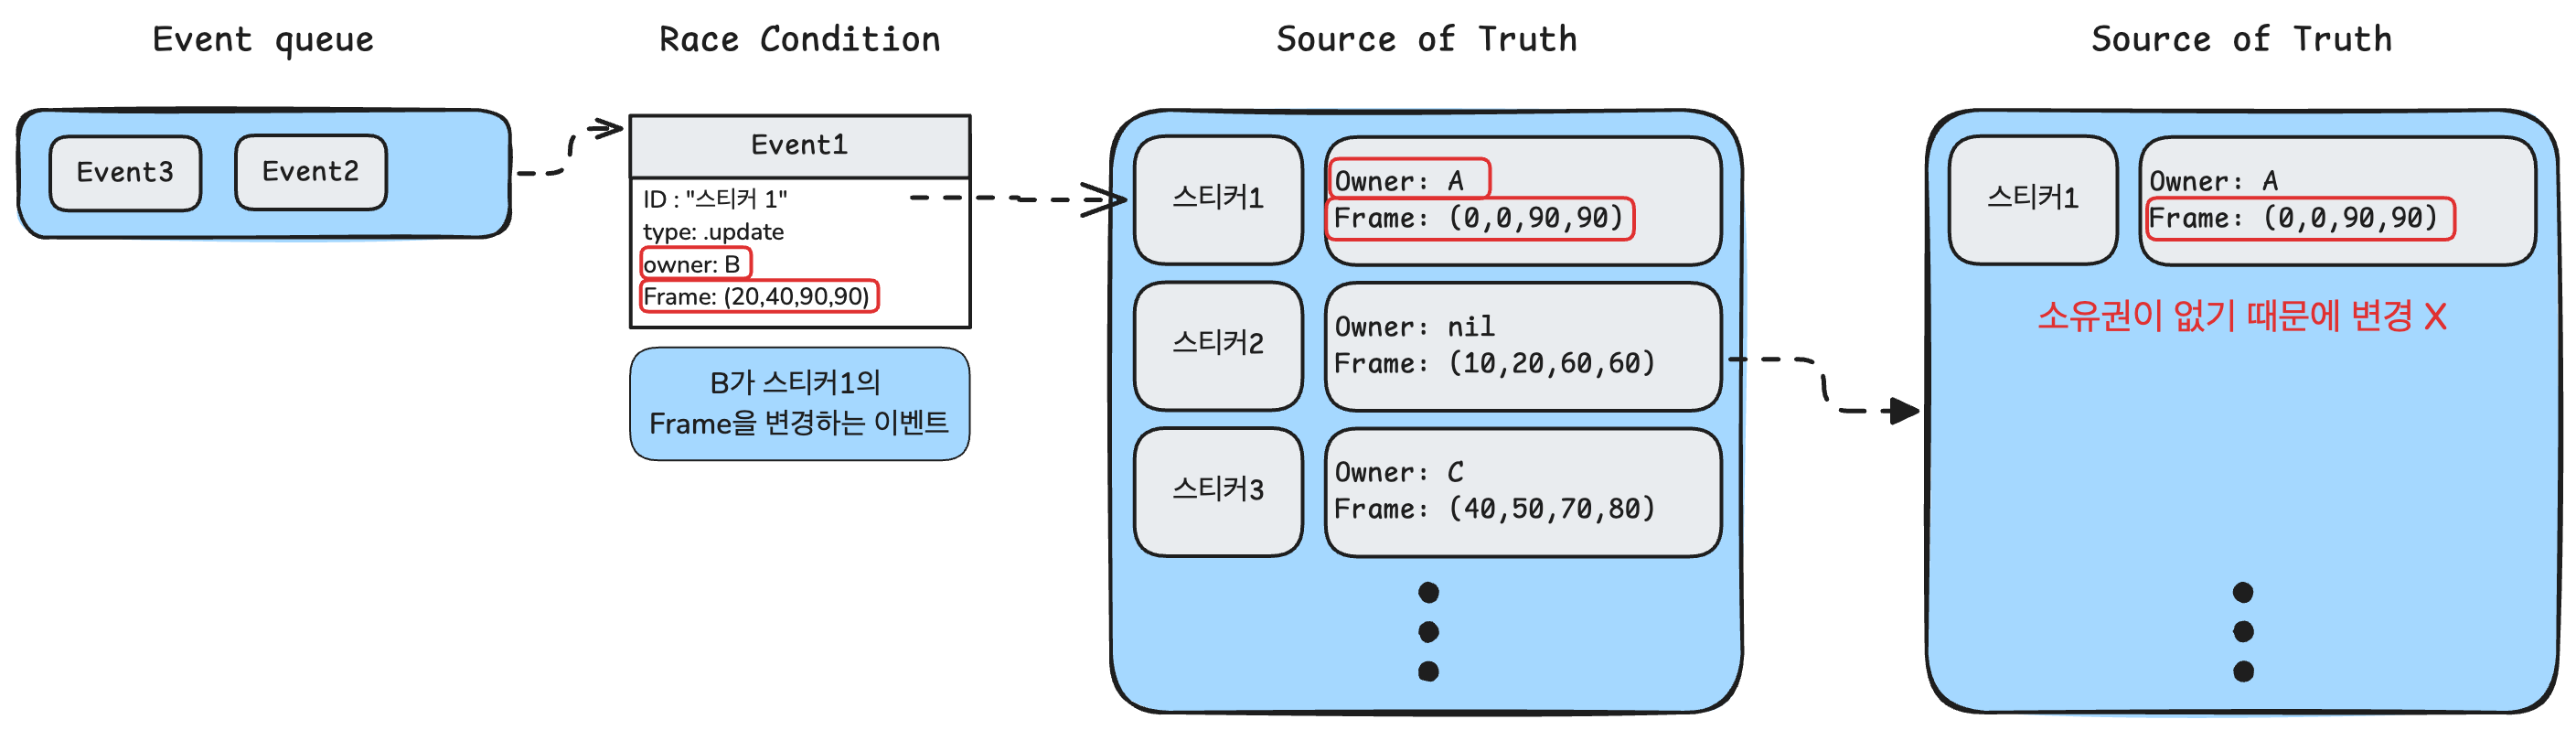 Event queue
Event3
Event2
Race Condition
Event1
ID : "스티커 1"
type: .update
owner: B
Frame: (20,40,90,90)
B가 스티커1의
Frame을 변경하는 이벤트
Source of Truth
스티커1
Owner: A
Frame: (0,0,90,90)
스티커2
Owner: nil
Frame: (10,20,60,60)
스티커3
Owner: C
Frame: (40,50,70,80)
Source of Truth
스티커1
Owner: A
Frame: (0,0,90,90)
소유권이 없기 때문에 변경 X